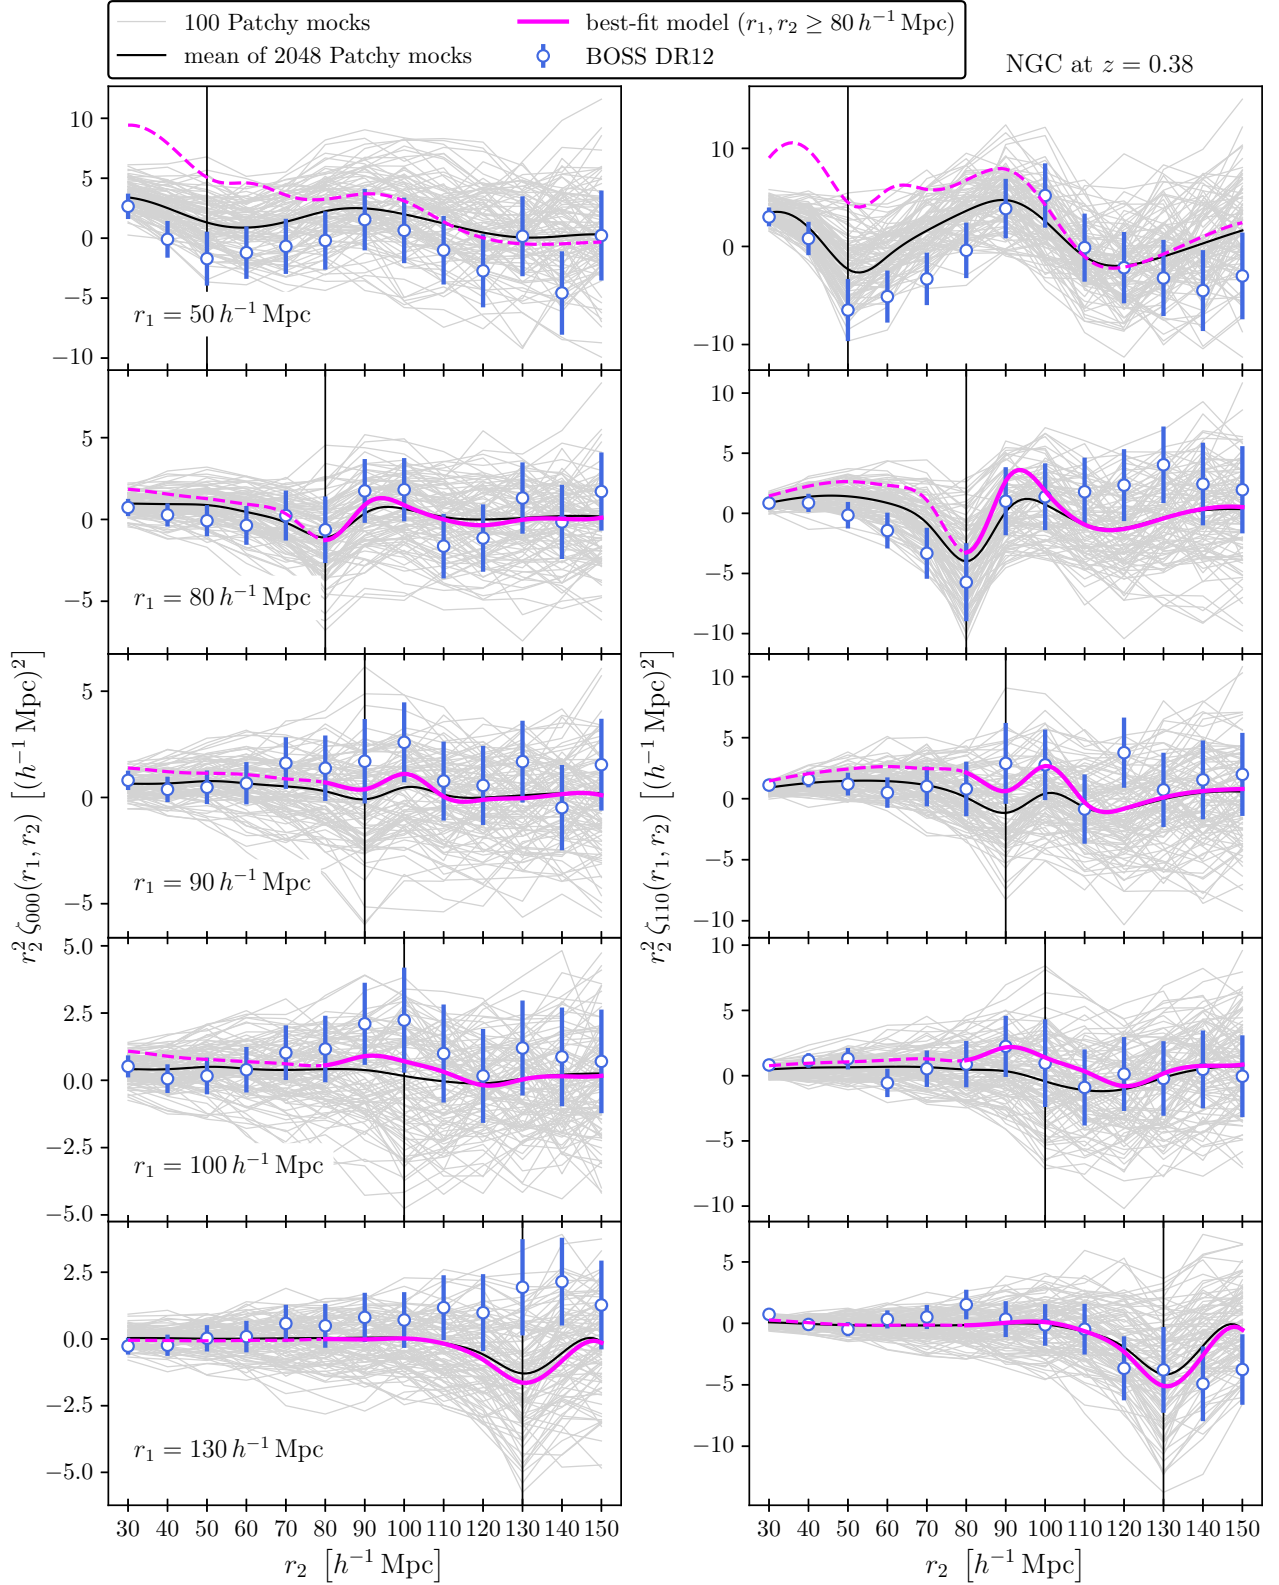 100 Patchy mocks
mean of 2048 Patchy mocks
best-fit model (r₁, r₂ ≥ 80 h⁻¹ Mpc)
BOSS DR12
NGC at z = 0.38
10
5
0
−5
−10
r₁ = 50 h⁻¹ Mpc
10
0
−10
5
0
−5
r₁ = 80 h⁻¹ Mpc
10
5
0
−5
−10
5
0
−5
r₁ = 90 h⁻¹ Mpc
10
5
0
−5
−10
5.0
2.5
0.0
−2.5
−5.0
r₁ = 100 h⁻¹ Mpc
10
5
0
−5
−10
2.5
0.0
−2.5
−5.0
r₁ = 130 h⁻¹ Mpc
5
0
−5
−10
r₂² ζ₀₀₀(r₁, r₂) [(h⁻¹ Mpc)²]
r₂² ζ₁₁₀(r₁, r₂) [(h⁻¹ Mpc)²]
30 40 50 60 70 80 90 100 110 120 130 140 150
30 40 50 60 70 80 90 100 110 120 130 140 150
r₂ [h⁻¹ Mpc]
r₂ [h⁻¹ Mpc]